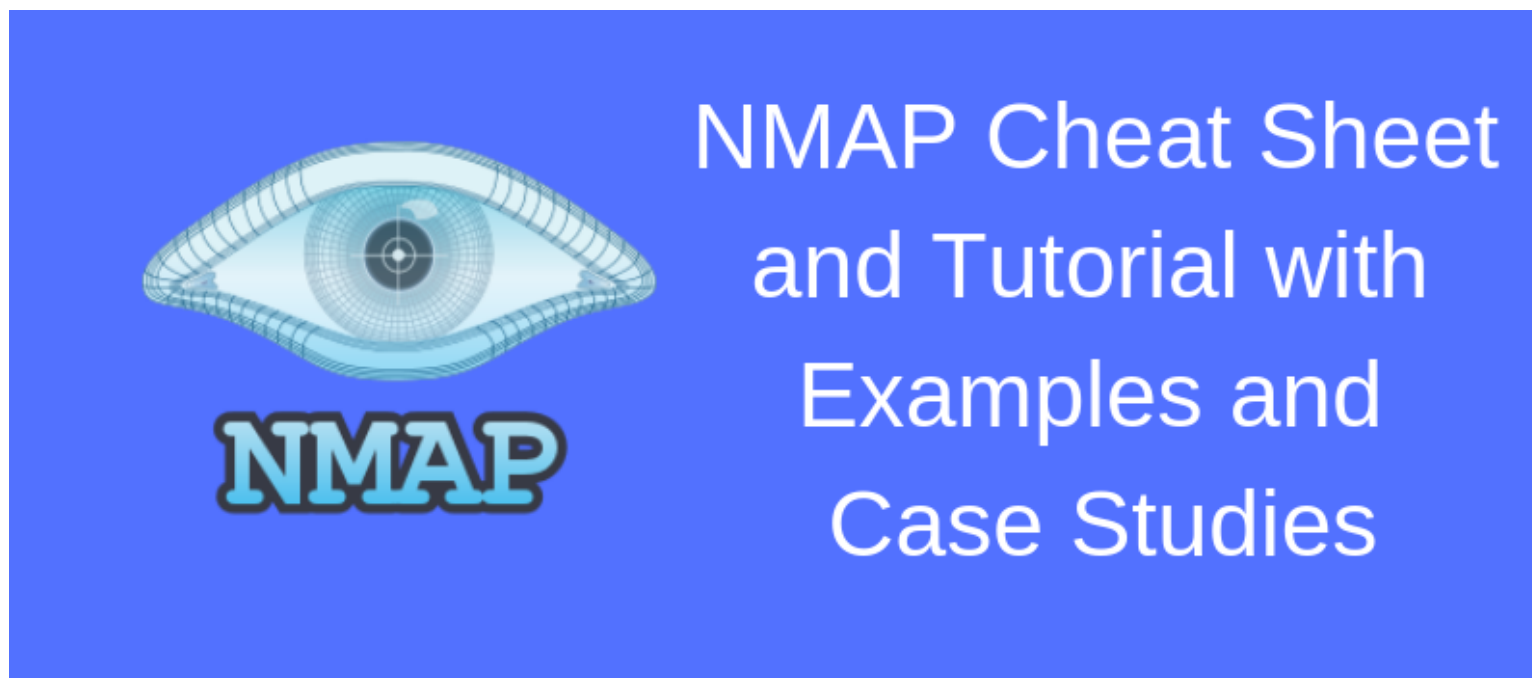 NMAP Cheat Sheet
and Tutorial with
Examples and
Case Studies
NMAP